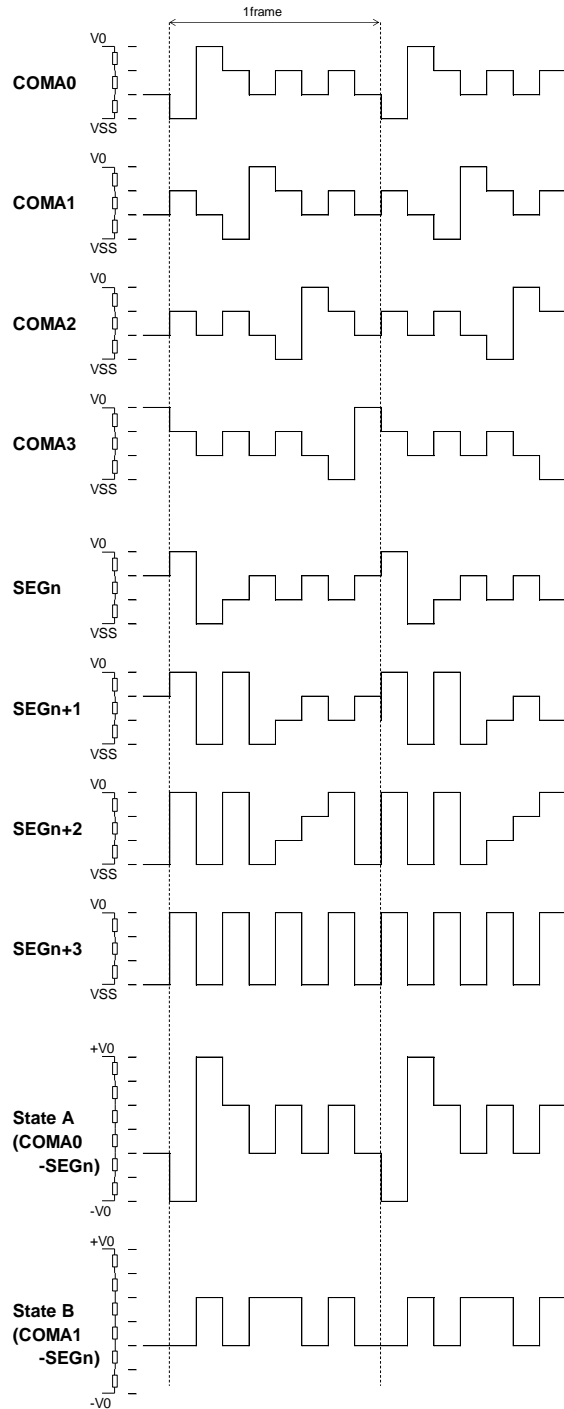 1frame
V0
COMA0
VSS
V0
COMA1
VSS
V0
COMA2
VSS
V0
COMA3
VSS
V0
SEGn
VSS
V0
SEGn+1
VSS
V0
SEGn+2
VSS
V0
SEGn+3
VSS
+V0
State A
(COMA0
-SEGn)
-V0
+V0
State B
(COMA1
-SEGn)
-V0